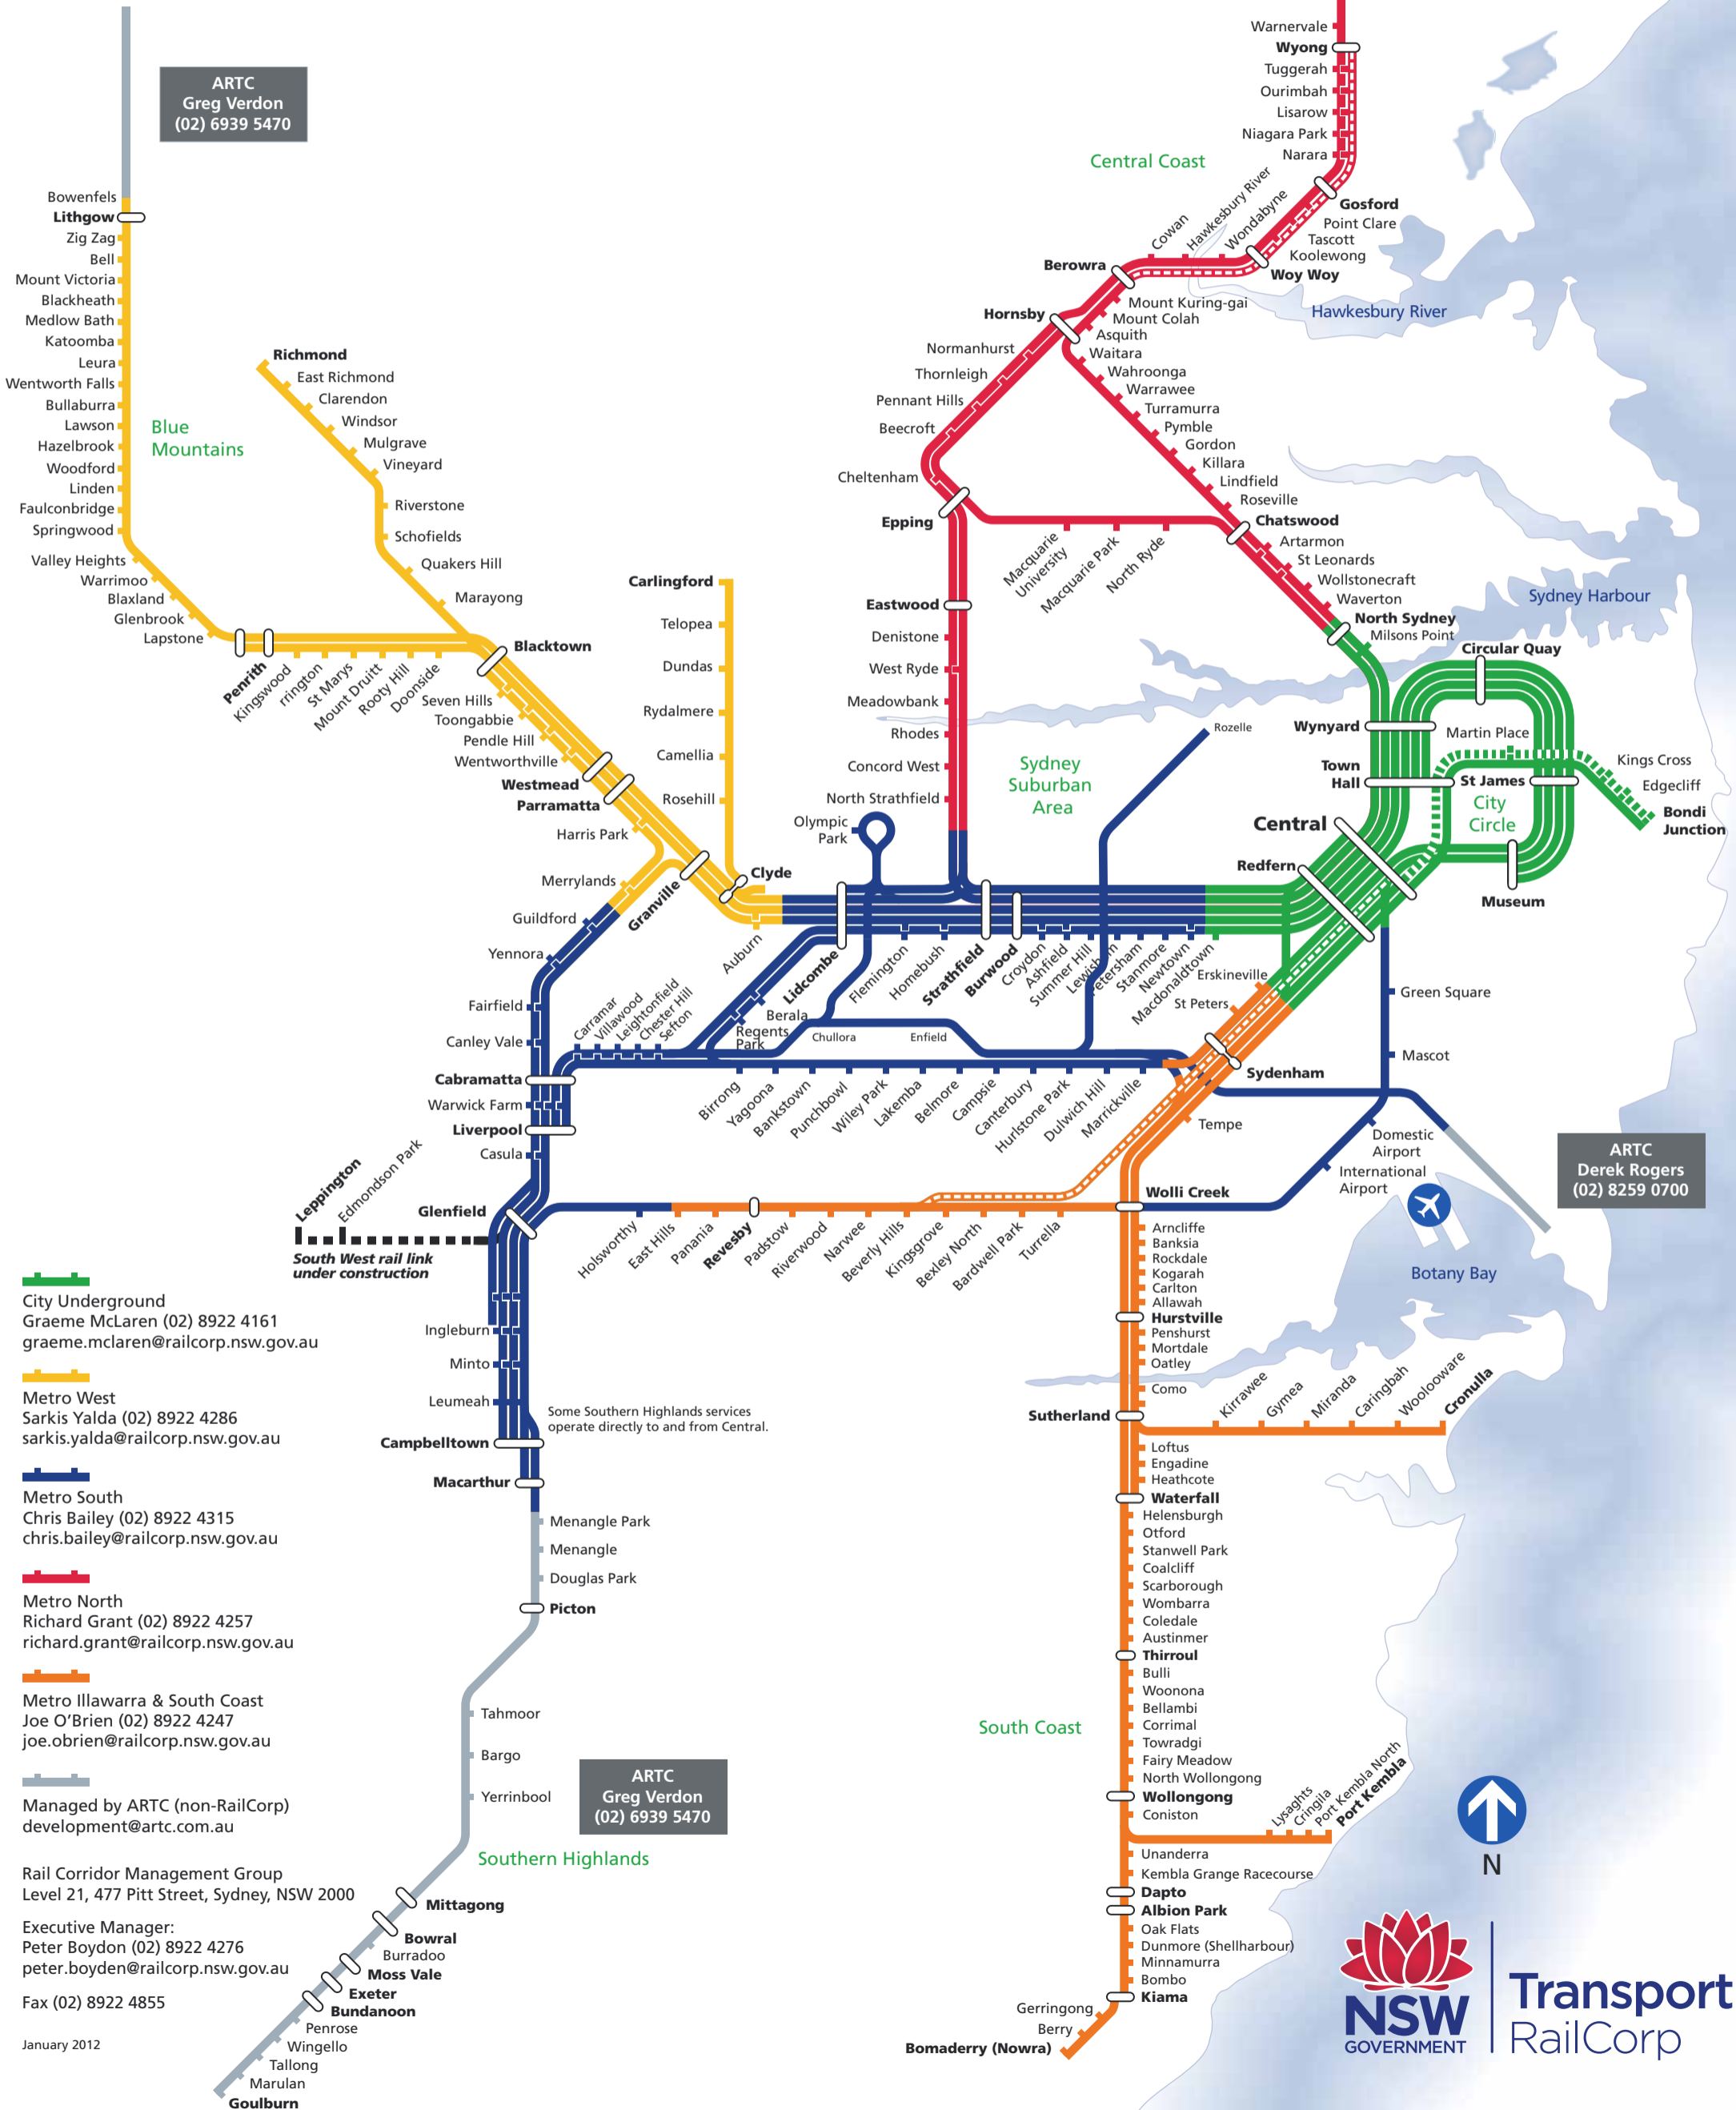 ARTC
Greg Verdon
(02) 6939 5470
Bowenfels
Lithgow
Zig Zag
Bell
Mount Victoria
Blackheath
Medlow Bath
Katoomba
Leura
Wentworth Falls
Bullaburra
Lawson
Hazelbrook
Woodford
Linden
Faulconbridge
Springwood
Valley Heights
Warrimoo
Blaxland
Glenbrook
Lapstone
Blue
Mountains
Richmond
East Richmond
Clarendon
Windsor
Mulgrave
Vineyard
Riverstone
Schofields
Quakers Hill
Marayong
Blacktown
Penrith
Kingswood
rrington
St Marys
Mount Druitt
Rooty Hill
Doonside
Seven Hills
Toongabbie
Pendle Hill
Wentworthville
Westmead
Parramatta
Harris Park
Merrylands
Guildford
Yennora
Fairfield
Canley Vale
Cabramatta
Warwick Farm
Liverpool
Casula
Glenfield
Granville
Carlingford
Telopea
Dundas
Rydalmere
Camellia
Rosehill
Clyde
Auburn
Warnervale
Wyong
Tuggerah
Ourimbah
Lisarow
Niagara Park
Narara
Central Coast
Gosford
Point Clare
Tascott
Koolewong
Woy Woy
Wondabyne
Hawkesbury River
Cowan
Berowra
Hawkesbury River
Mount Kuring-gai
Mount Colah
Asquith
Hornsby
Normanhurst
Thornleigh
Pennant Hills
Beecroft
Cheltenham
Epping
Waitara
Wahroonga
Warrawee
Turramurra
Pymble
Gordon
Killara
Lindfield
Roseville
Chatswood
Artarmon
St Leonards
Wollstonecraft
Waverton
North Sydney
Milsons Point
Macquarie
University
Macquarie Park
North Ryde
Eastwood
Denistone
West Ryde
Meadowbank
Rhodes
Concord West
North Strathfield
Sydney Harbour
Sydney
Suburban
Area
Rozelle
Olympic
Park
Circular Quay
Wynyard
Martin Place
Town
Hall
St James
City
Circle
Kings Cross
Edgecliff
Bondi
Junction
Central
Redfern
Museum
Lidcombe
Flemington
Homebush
Strathfield
Burwood
Croydon
Ashfield
Summer Hill
Lewisham
Petersham
Stanmore
Newtown
Macdonaldtown
Erskineville
St Peters
Green Square
Mascot
Carramar
Villawood
Leightonfield
Chester Hill
Sefton
Berala
Regents
Park
Chullora
Enfield
Sydenham
Birrong
Yagoona
Bankstown
Punchbowl
Wiley Park
Lakemba
Belmore
Campsie
Canterbury
Hurlstone Park
Dulwich Hill
Marrickville
Tempe
Domestic
Airport
International
Airport
ARTC
Derek Rogers
(02) 8259 0700
Leppington
Edmondson Park
South West rail link
under construction
Holsworthy
East Hills
Panania
Revesby
Padstow
Riverwood
Narwee
Beverly Hills
Kingsgrove
Bexley North
Bardwell Park
Turrella
Wolli Creek
Arncliffe
Banksia
Rockdale
Kogarah
Carlton
Allawah
Hurstville
Penshurst
Mortdale
Oatley
Como
Sutherland
Botany Bay
Kirrawee
Gymea
Miranda
Caringbah
Woolooware
Cronulla
Loftus
Engadine
Heathcote
Waterfall
Helensburgh
Otford
Stanwell Park
Coalcliff
Scarborough
Wombarra
Coledale
Austinmer
Thirroul
Bulli
Woonona
Bellambi
Corrimal
Towradgi
Fairy Meadow
North Wollongong
Wollongong
Coniston
South Coast
Lysaghts
Cringila
Port Kembla North
Port Kembla
Unanderra
Kembla Grange Racecourse
Dapto
Albion Park
Oak Flats
Dunmore (Shellharbour)
Minnamurra
Bombo
Kiama
Gerringong
Berry
Bomaderry (Nowra)
Ingleburn
Minto
Leumeah
Campbelltown
Macarthur
Some Southern Highlands services
operate directly to and from Central.
Menangle Park
Menangle
Douglas Park
Picton
Tahmoor
Bargo
Yerrinbool
ARTC
Greg Verdon
(02) 6939 5470
Southern Highlands
Mittagong
Bowral
Burradoo
Moss Vale
Exeter
Bundanoon
Penrose
Wingello
Tallong
Marulan
Goulburn
City Underground
Graeme McLaren (02) 8922 4161
graeme.mclaren@railcorp.nsw.gov.au
Metro West
Sarkis Yalda (02) 8922 4286
sarkis.yalda@railcorp.nsw.gov.au
Metro South
Chris Bailey (02) 8922 4315
chris.bailey@railcorp.nsw.gov.au
Metro North
Richard Grant (02) 8922 4257
richard.grant@railcorp.nsw.gov.au
Metro Illawarra & South Coast
Joe O'Brien (02) 8922 4247
joe.obrien@railcorp.nsw.gov.au
Managed by ARTC (non-RailCorp)
development@artc.com.au
Rail Corridor Management Group
Level 21, 477 Pitt Street, Sydney, NSW 2000
Executive Manager:
Peter Boydon (02) 8922 4276
peter.boyden@railcorp.nsw.gov.au
Fax (02) 8922 4855
January 2012
N
NSW
GOVERNMENT
Transport
RailCorp